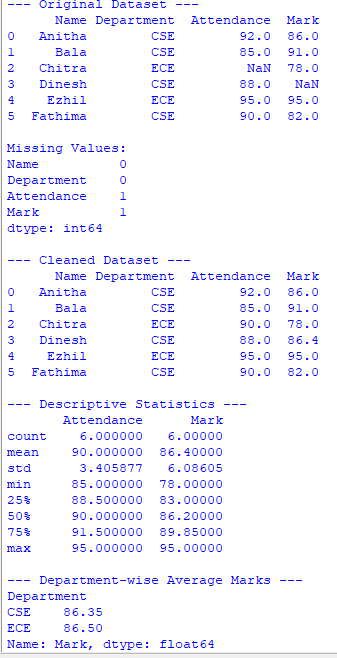 --- Original Dataset ---
      Name Department  Attendance  Mark
0   Anitha        CSE        92.0  86.0
1     Bala        CSE        85.0  91.0
2   Chitra        ECE         NaN  78.0
3   Dinesh        CSE        88.0   NaN
4    Ezhil        ECE        95.0  95.0
5  Fathima        CSE        90.0  82.0

Missing Values:
Name          0
Department    0
Attendance    1
Mark          1
dtype: int64

--- Cleaned Dataset ---
      Name Department  Attendance  Mark
0   Anitha        CSE        92.0  86.0
1     Bala        CSE        85.0  91.0
2   Chitra        ECE        90.0  78.0
3   Dinesh        CSE        88.0  86.4
4    Ezhil        ECE        95.0  95.0
5  Fathima        CSE        90.0  82.0

--- Descriptive Statistics ---
       Attendance      Mark
count    6.000000   6.00000
mean    90.000000  86.40000
std      3.405877   6.08605
min     85.000000  78.00000
25%     88.500000  83.00000
50%     90.000000  86.20000
75%     91.500000  89.85000
max     95.000000  95.00000

--- Department-wise Average Marks ---
Department
CSE    86.35
ECE    86.50
Name: Mark, dtype: float64